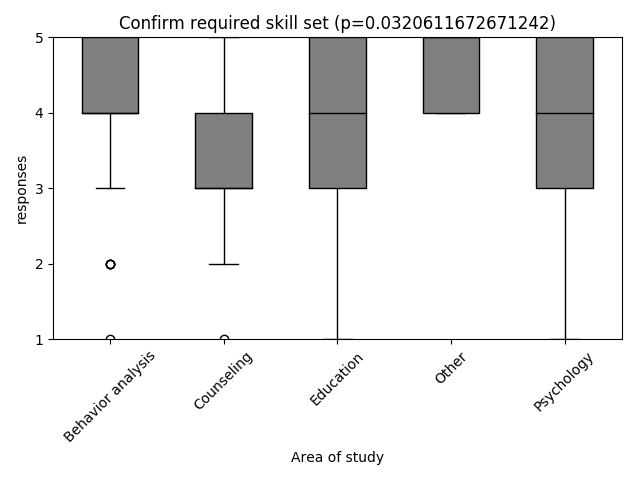 Confirm required skill set (p=0.0320611672671242)
5
4
3
2
1
responses
Behavior analysis
Counseling
Education
Other
Psychology
Area of study